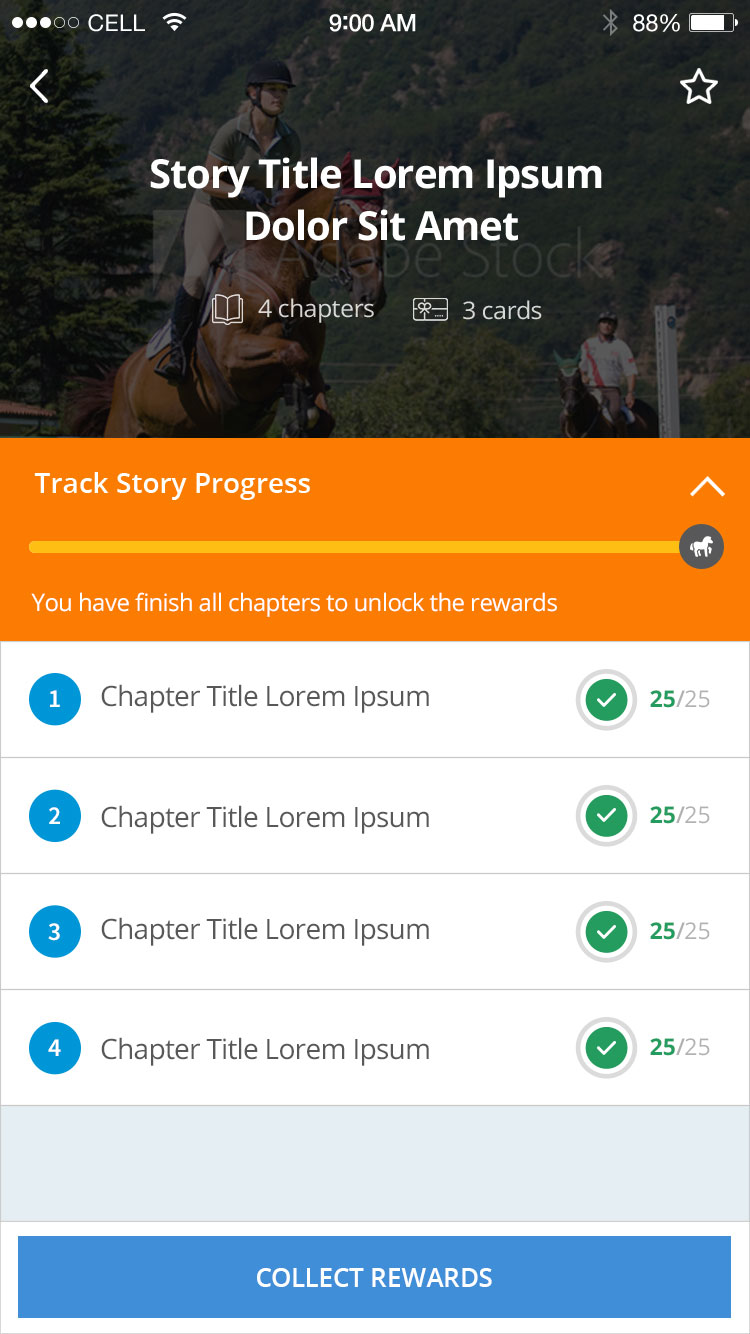 CELL 9:00 AM 88%
Story Title Lorem Ipsum
Dolor Sit Amet
Adobe Stock
4 chapters 3 cards
Track Story Progress
You have finish all chapters to unlock the rewards
1 Chapter Title Lorem Ipsum 25/25
2 Chapter Title Lorem Ipsum 25/25
3 Chapter Title Lorem Ipsum 25/25
4 Chapter Title Lorem Ipsum 25/25
COLLECT REWARDS